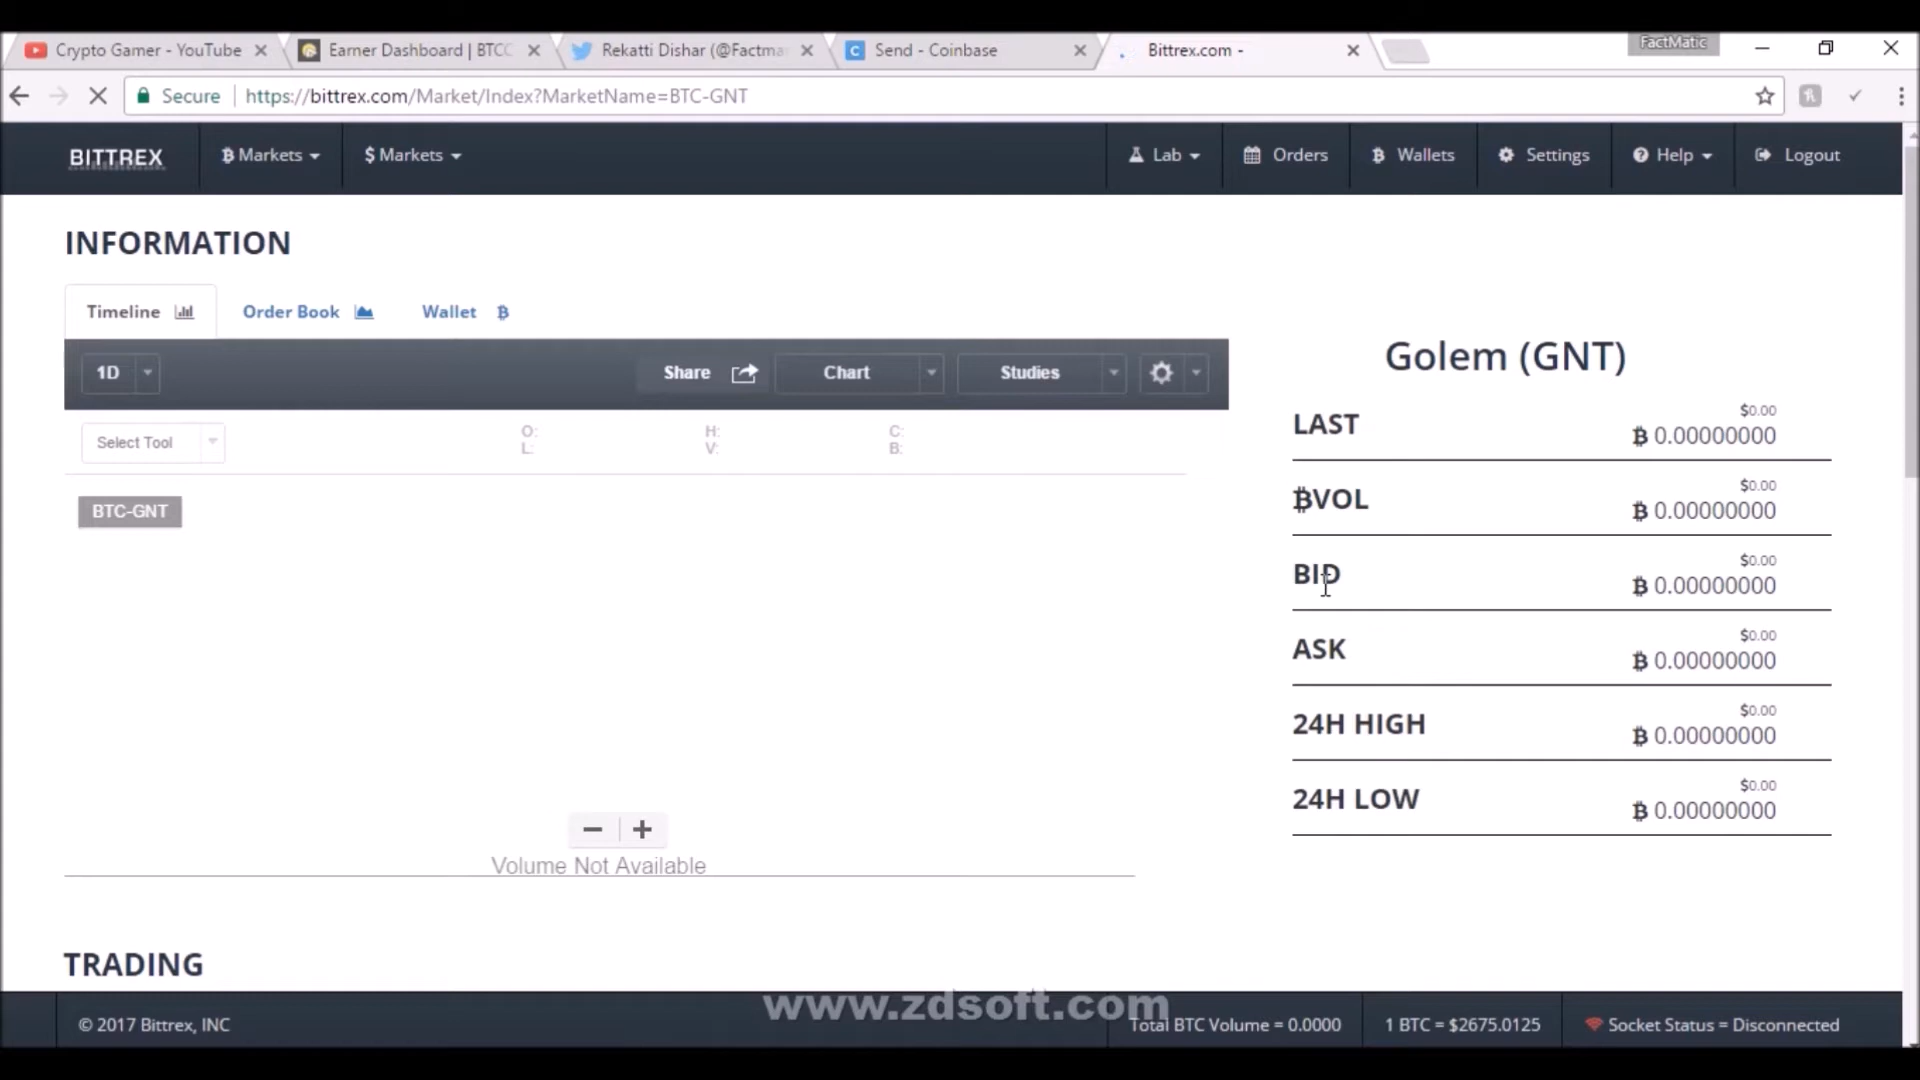 Crypto Gamer - YouTube
Earner Dashboard | BTCC
Rekatti Dishar (@Factma
Send - Coinbase
Bittrex.com -
FactMatic
Secure https://bittrex.com/Market/Index?MarketName=BTC-GNT
BITTREX
Markets
$ Markets
Lab
Orders
Wallets
Settings
Help
Logout
INFORMATION
Timeline
Order Book
Wallet
1D
Share
Chart
Studies
Select Tool
O:
H:
C:
L:
V:
B:
BTC-GNT
Volume Not Available
Golem (GNT)
$0.00
LAST
₿ 0.00000000
$0.00
₿VOL
₿ 0.00000000
$0.00
BID
₿ 0.00000000
$0.00
ASK
₿ 0.00000000
$0.00
24H HIGH
₿ 0.00000000
$0.00
24H LOW
₿ 0.00000000
TRADING
www.zdsoft.com
© 2017 Bittrex, INC
Total BTC Volume = 0.0000
1 BTC = $2675.0125
Socket Status = Disconnected